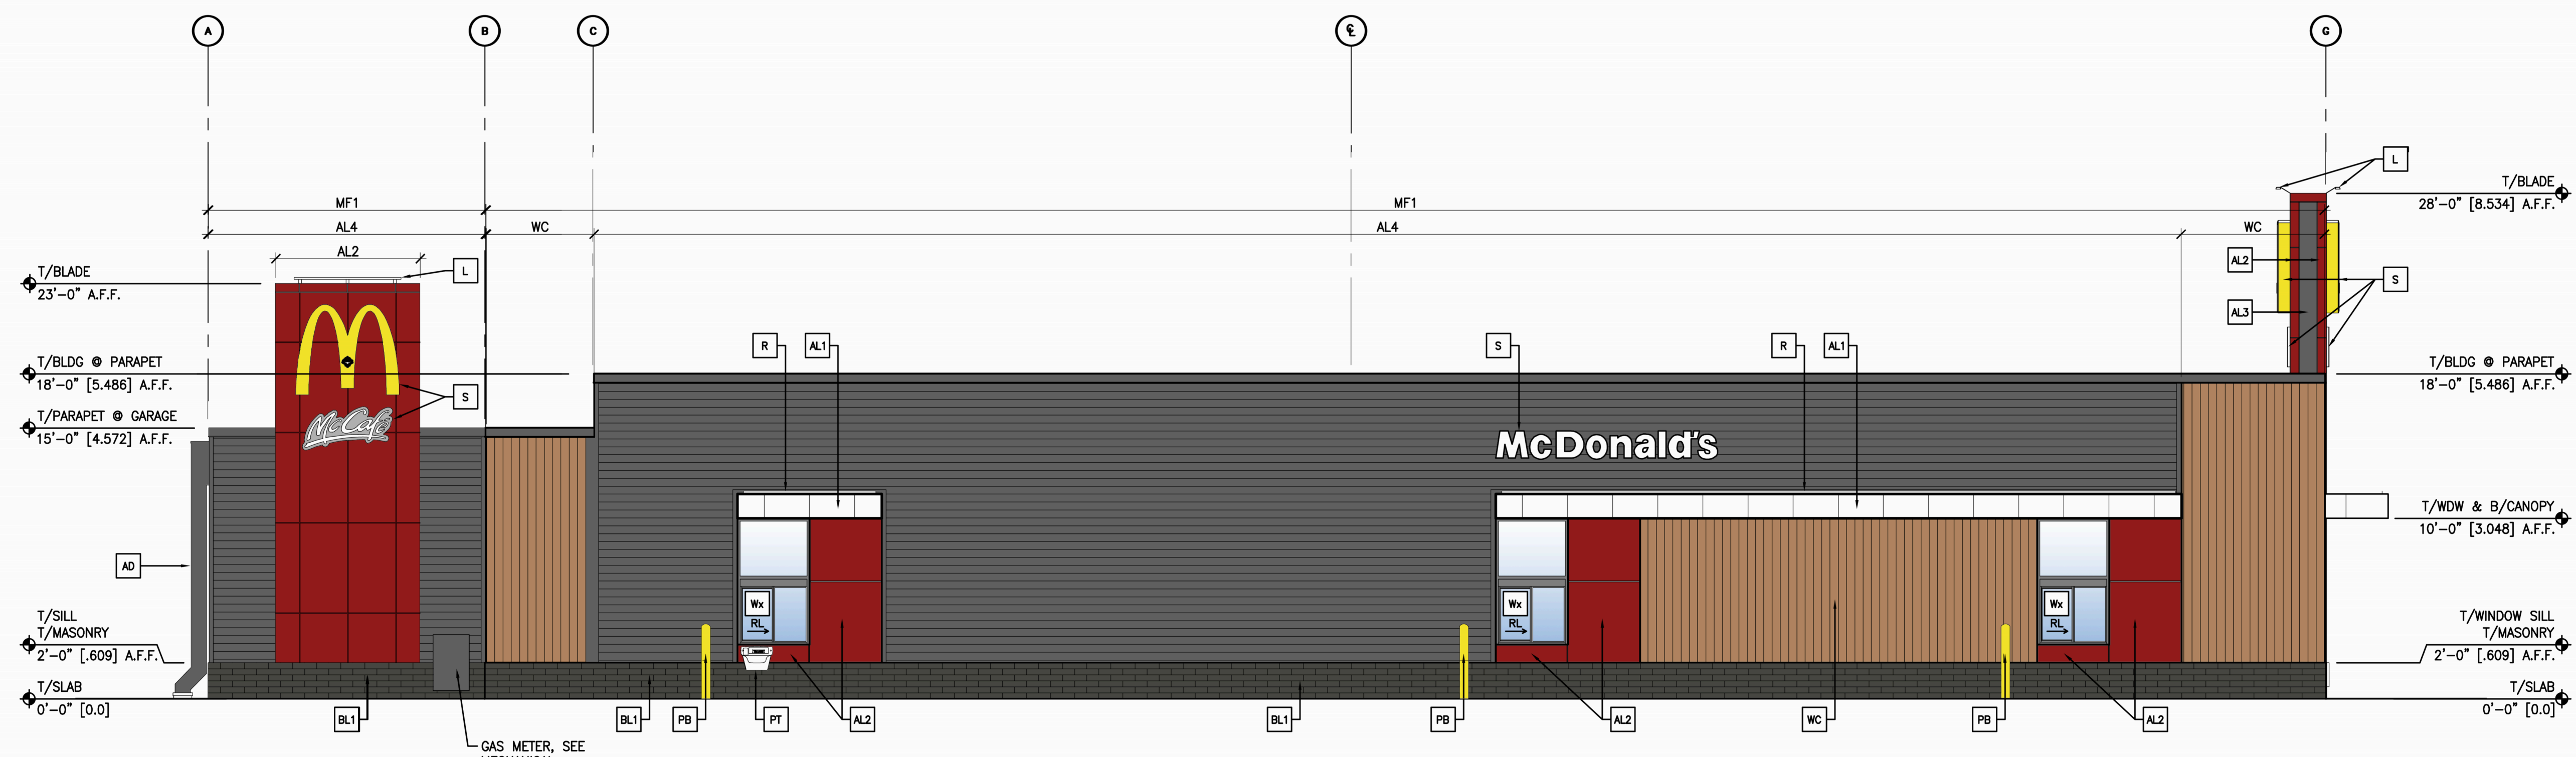 A
B
C
℄
G
L
T/BLADE
28'-0" [8.534] A.F.F.
MF1
MF1
AL4
WC
AL4
WC
AL2
AL2
L
S
T/BLADE
23'-0" A.F.F.
AL3
R
AL1
S
R
AL1
T/BLDG @ PARAPET
18'-0" [5.486] A.F.F.
T/BLDG @ PARAPET
18'-0" [5.486] A.F.F.
S
T/PARAPET @ GARAGE
15'-0" [4.572] A.F.F.
McCafé
McDonald's
T/WDW & B/CANOPY
10'-0" [3.048] A.F.F.
AD
Wx
RL
Wx
RL
Wx
RL
T/SILL
T/MASONRY
2'-0" [.609] A.F.F.
T/WINDOW SILL
T/MASONRY
2'-0" [.609] A.F.F.
T/SLAB
0'-0" [0.0]
T/SLAB
0'-0" [0.0]
BL1
BL1
PB
PT
AL2
BL1
PB
AL2
WC
PB
AL2
GAS METER, SEE